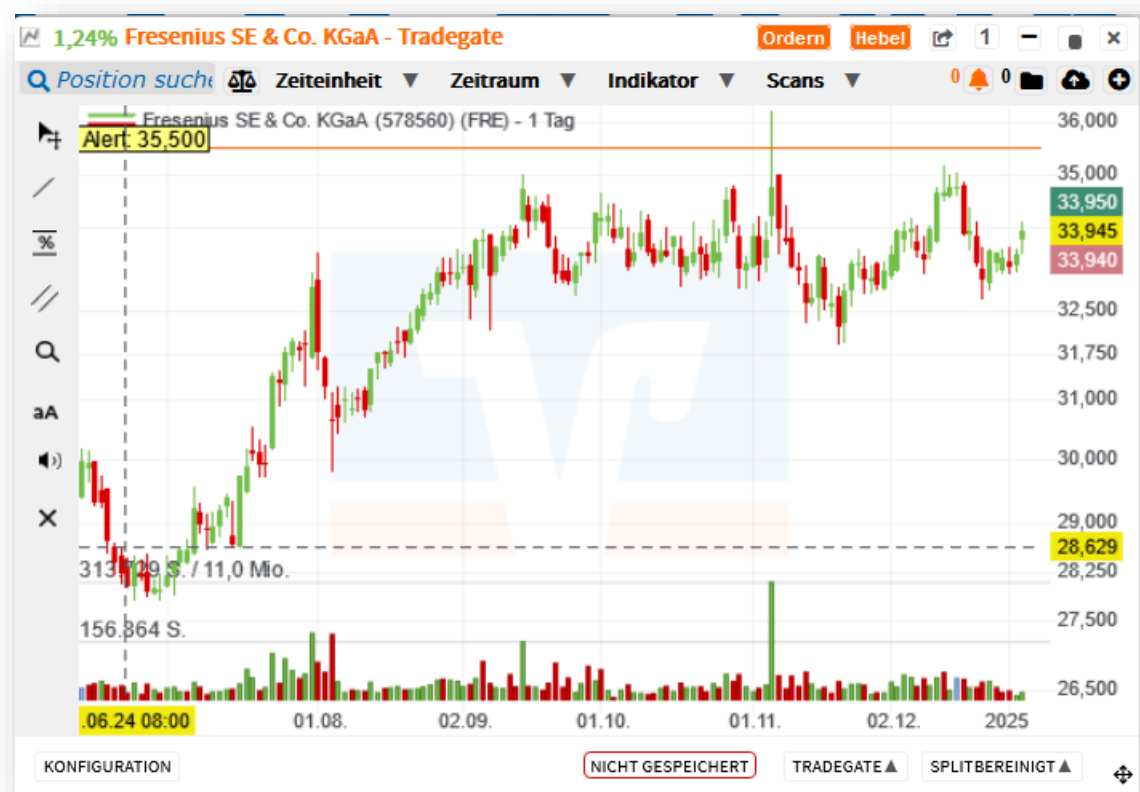 1,24% Fresenius SE & Co. KGaA - Tradegate Ordern Hebel 1
Position suche Zeiteinheit ▼ Zeitraum ▼ Indikator ▼ Scans ▼ 0 0
Fresenius SE & Co. KGaA (578560) (FRE) - 1 Tag
Alert: 35,500
36,000
35,000
33,950
33,945
33,940
32,500
31,750
31,000
30,000
29,000
28,629
28,250
27,500
26,500
%
aA
313.729 S. / 11,0 Mio.
156.864 S.
.06.24 08:00 01.08. 02.09. 01.10. 01.11. 02.12. 2025
KONFIGURATION NICHT GESPEICHERT TRADEGATE▲ SPLITBEREINIGT▲